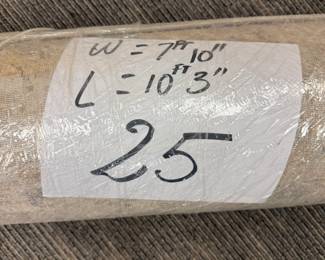 W = 7FT 10"
L = 10FT 3"
25